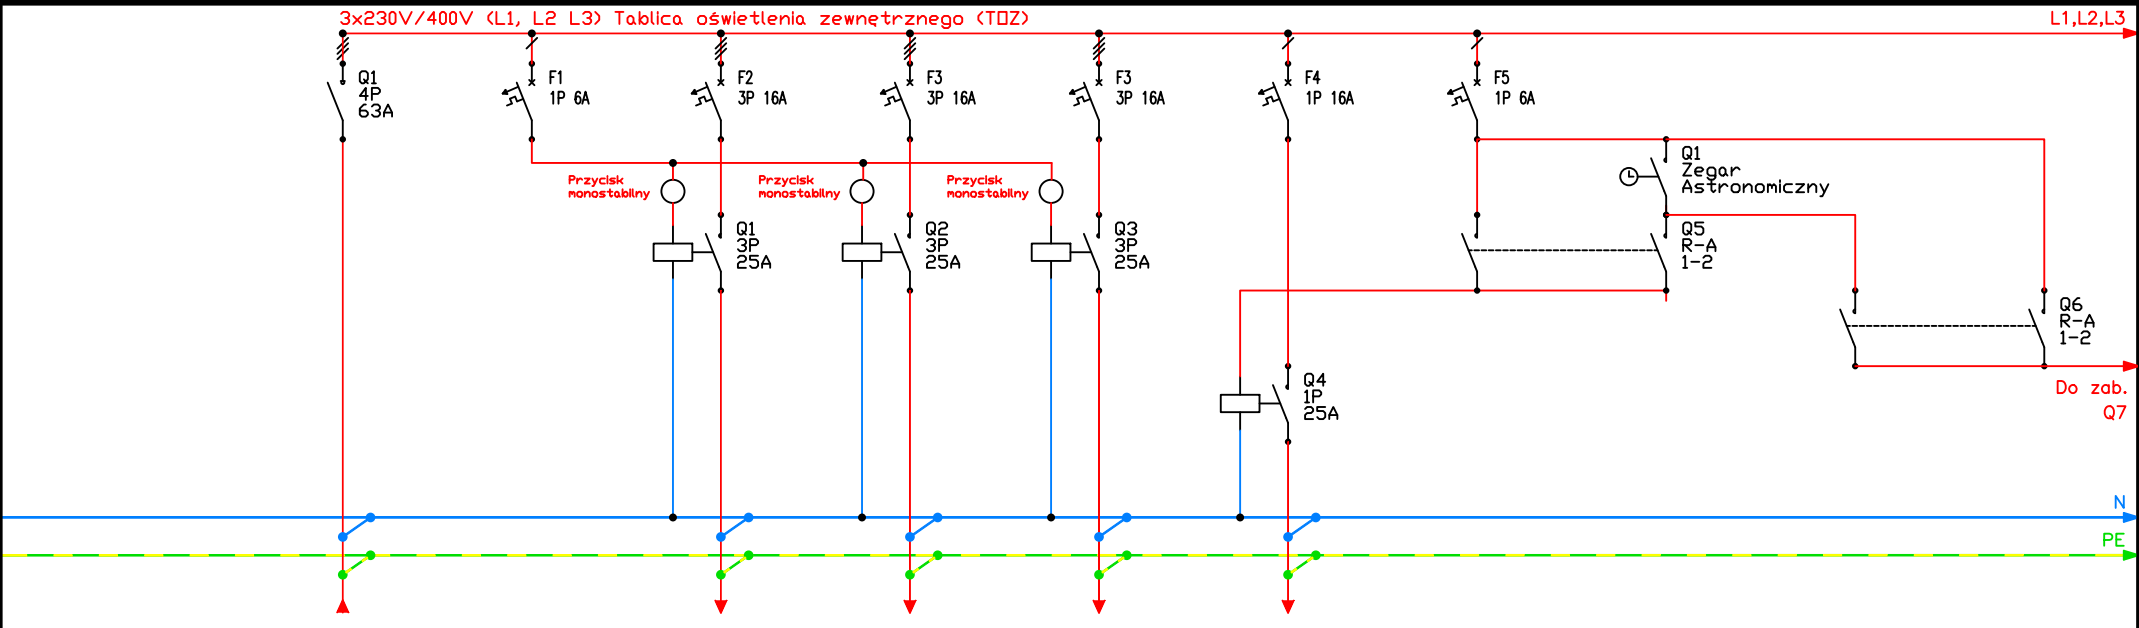 3x230V/400V (L1, L2 L3) Tablica oświetlenia zewnętrznego (TOZ)
L1,L2,L3
Q1
4P
63A
F1
1P 6A
F2
3P 16A
F3
3P 16A
F3
3P 16A
F4
1P 16A
F5
1P 6A
Przycisk
monostabilny
Przycisk
monostabilny
Przycisk
monostabilny
Q1
Zegar
Astronomiczny
Q1
3P
25A
Q2
3P
25A
Q3
3P
25A
Q5
R-A
1-2
Q6
R-A
1-2
Q4
1P
25A
Do zab.
Q7
N
PE